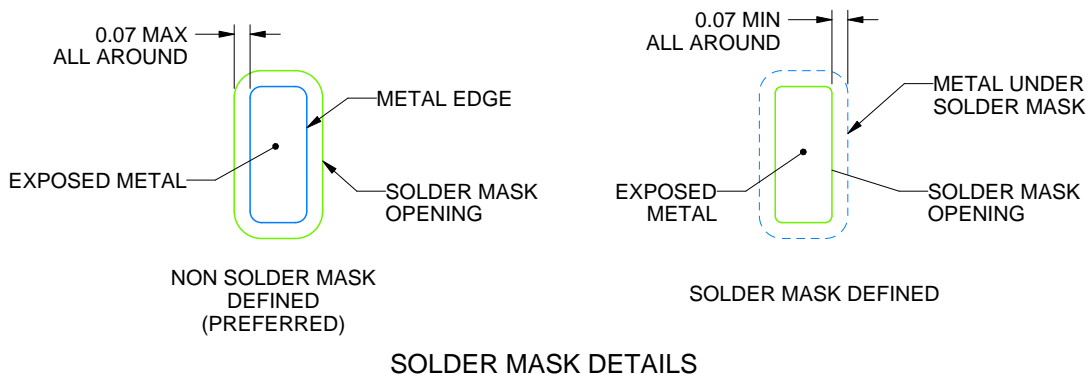 0.07 MAX
ALL AROUND
METAL EDGE
EXPOSED METAL
SOLDER MASK
OPENING
NON SOLDER MASK
DEFINED
(PREFERRED)
0.07 MIN
ALL AROUND
METAL UNDER
SOLDER MASK
EXPOSED
METAL
SOLDER MASK
OPENING
SOLDER MASK DEFINED
SOLDER MASK DETAILS